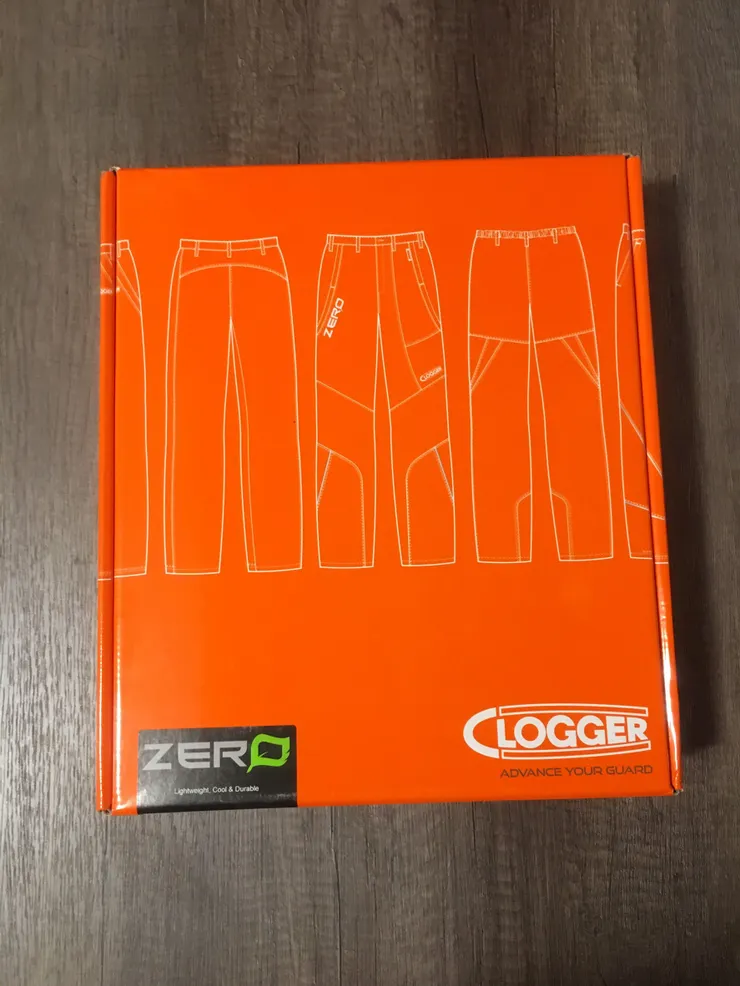 ZERO
CLOGGER
ZERO
Lightweight, Cool & Durable
CLOGGER
ADVANCE YOUR GUARD